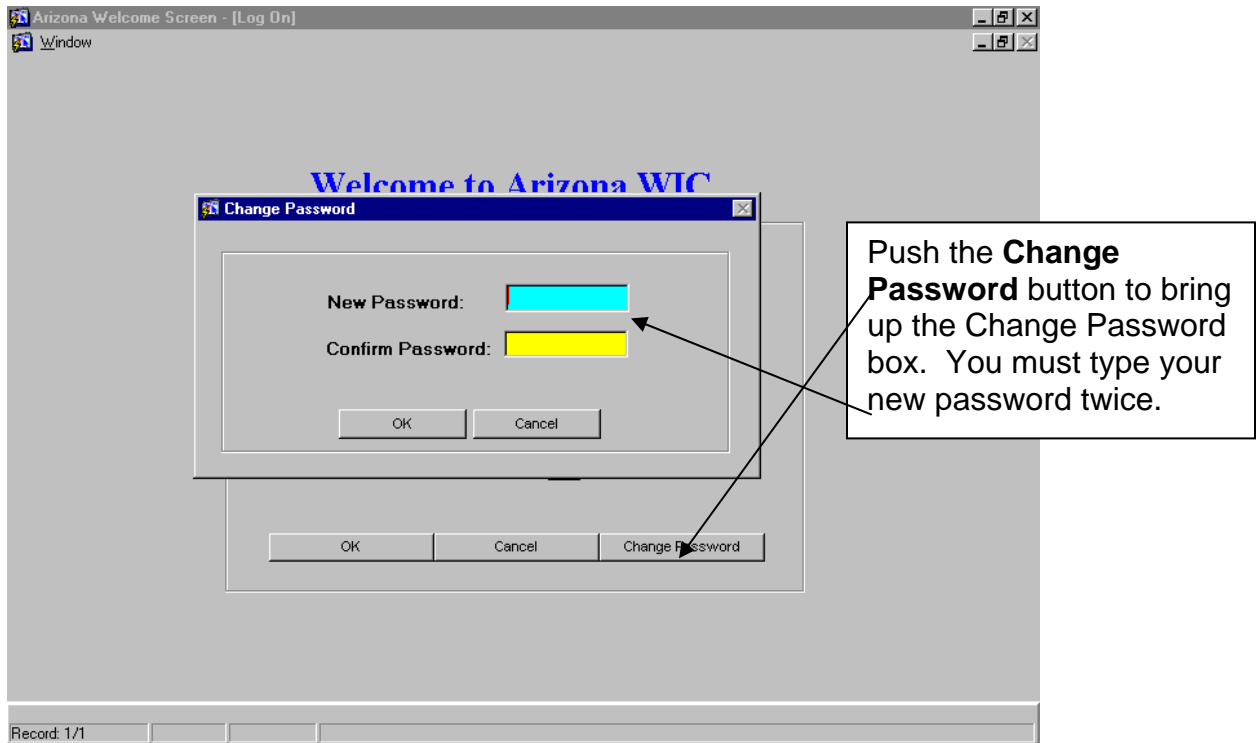 Arizona Welcome Screen - [Log On]
Window
Welcome to Arizona WIC
Change Password
New Password:
Confirm Password:
OK Cancel
OK Cancel Change Password
Record: 1/1
Push the Change
Password button to bring
up the Change Password
box. You must type your
new password twice.